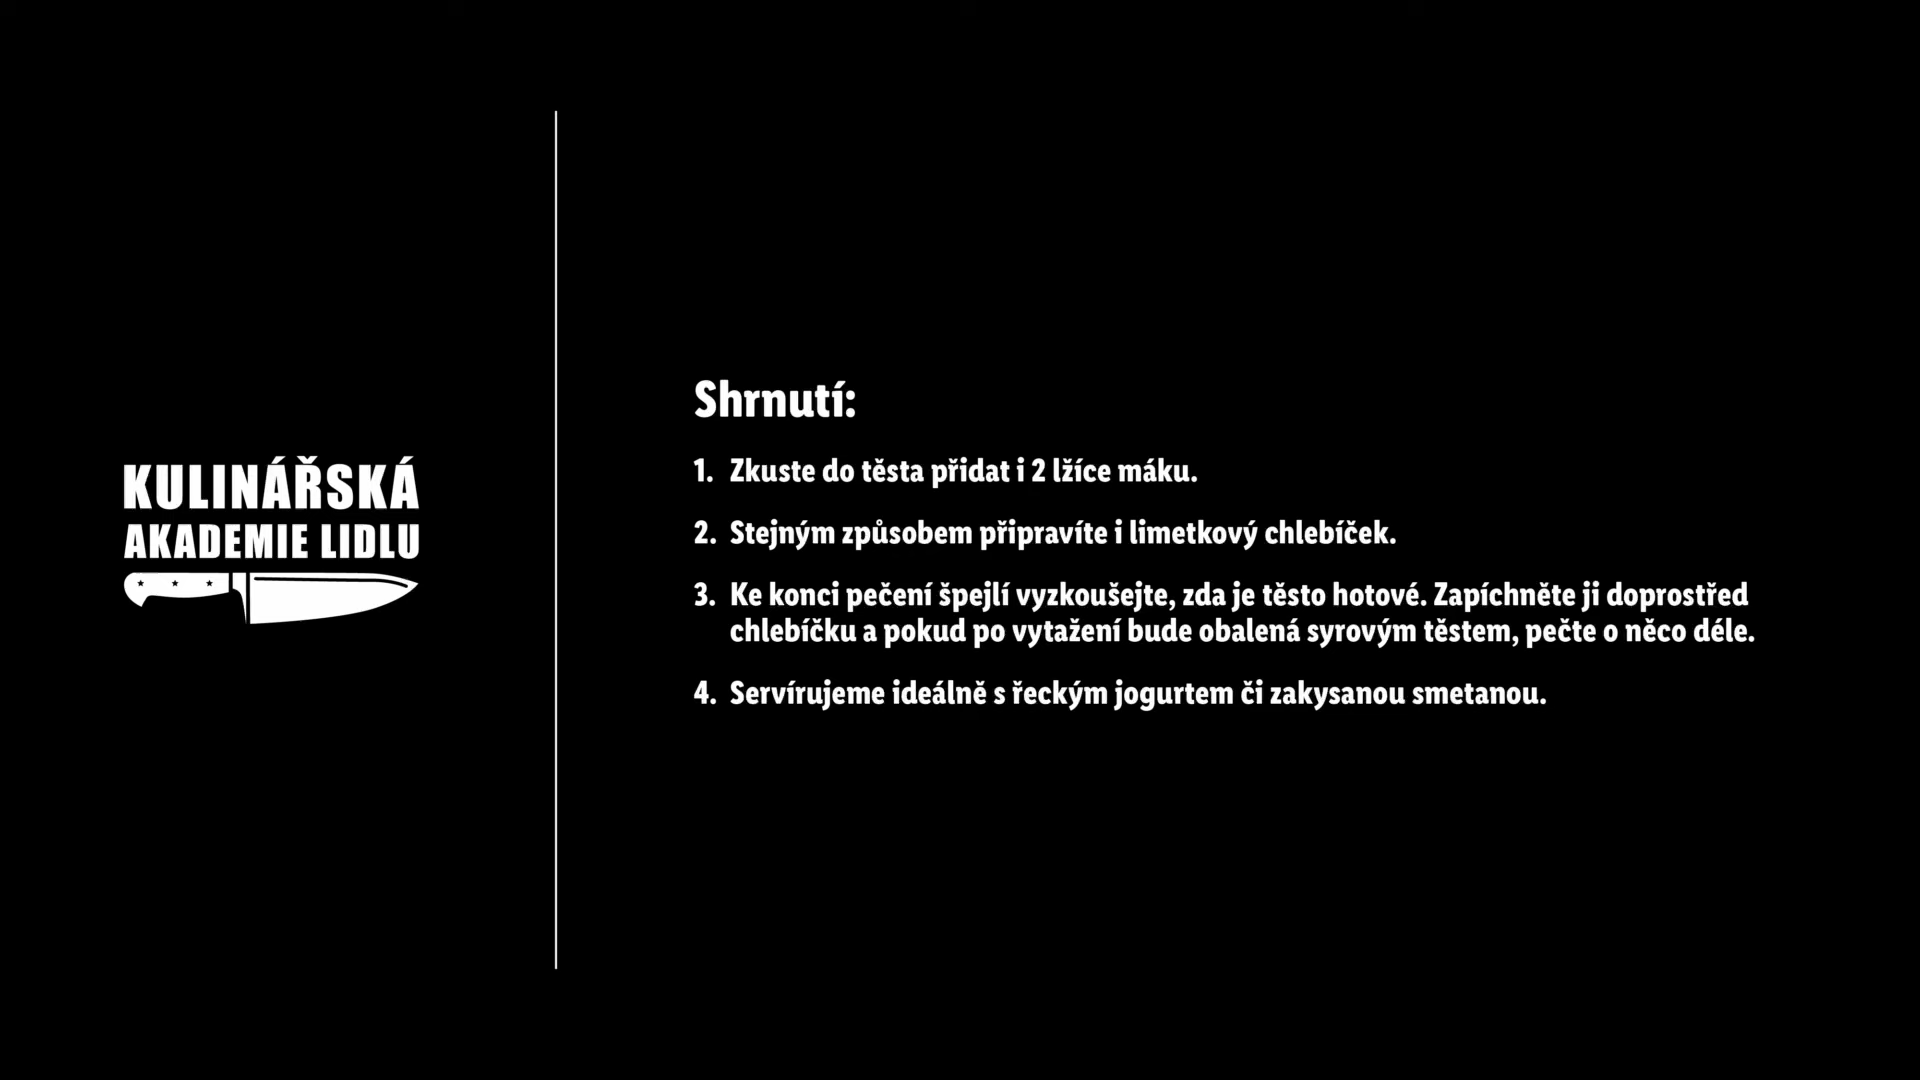 KULINÁŘSKÁ
AKADEMIE LIDLU
Shrnutí:
1. Zkuste do těsta přidat i 2 lžíce máku.
2. Stejným způsobem připravíte i limetkový chlebíček.
3. Ke konci pečení špejlí vyzkoušejte, zda je těsto hotové. Zapíchněte ji doprostřed
chlebíčku a pokud po vytažení bude obalená syrovým těstem, pečte o něco déle.
4. Servírujeme ideálně s řeckým jogurtem či zakysanou smetanou.